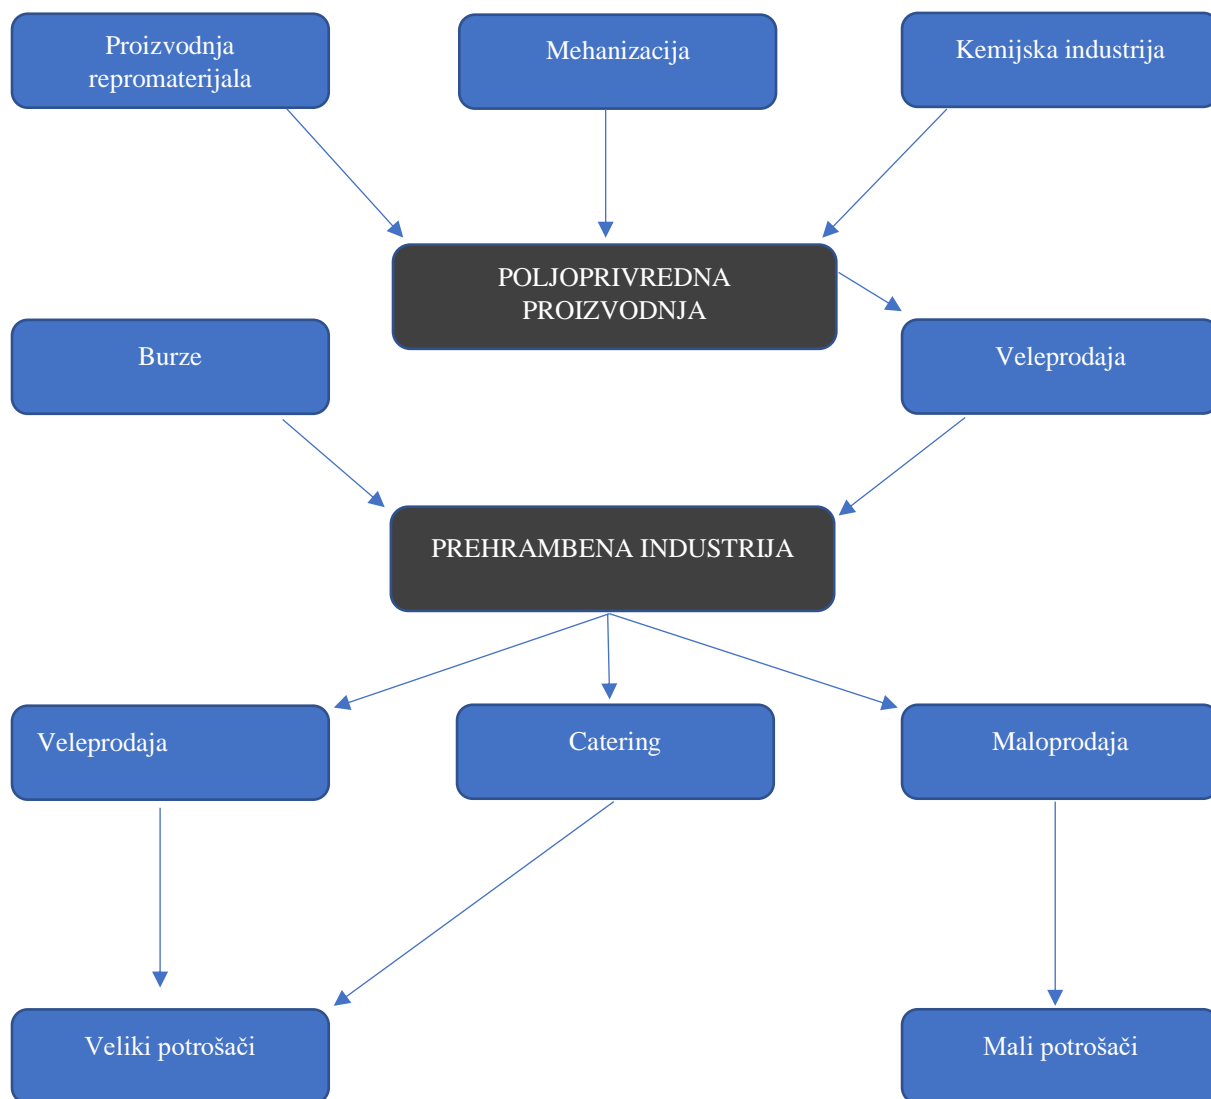 Proizvodnja
repromaterijala
Mehanizacija
Kemijska industrija
POLJOPRIVREDNA
PROIZVODNJA
Burze
Veleprodaja
PREHRAMBENA INDUSTRIJA
Veleprodaja
Catering
Maloprodaja
Veliki potrošači
Mali potrošači